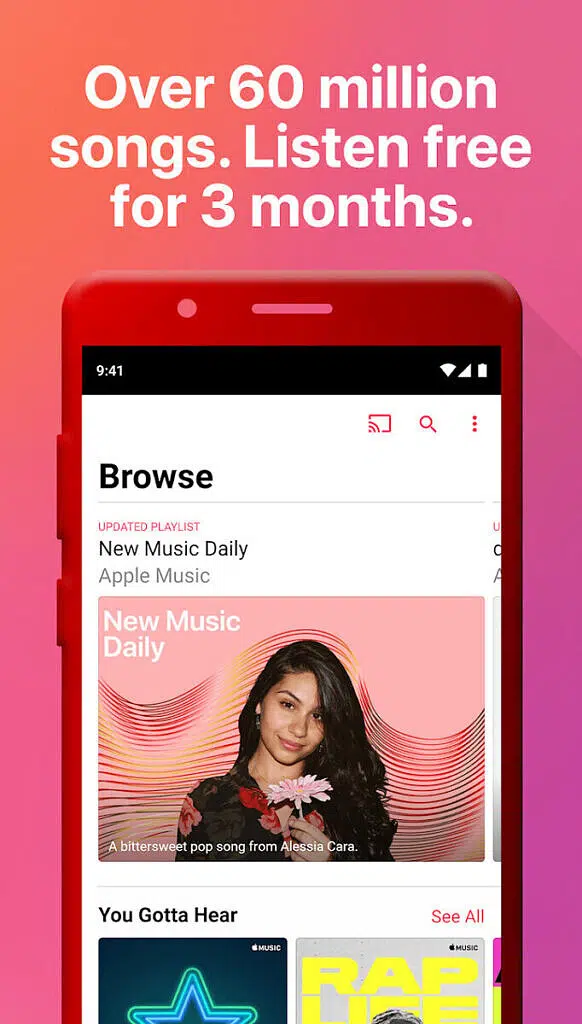 Over 60 million
songs. Listen free
for 3 months.
9:41
Browse
UPDATED PLAYLIST
New Music Daily
Apple Music
New Music
Daily
A bittersweet pop song from Alessia Cara.
You Gotta Hear
See All
MUSIC
MUSIC
RAP
LIFE